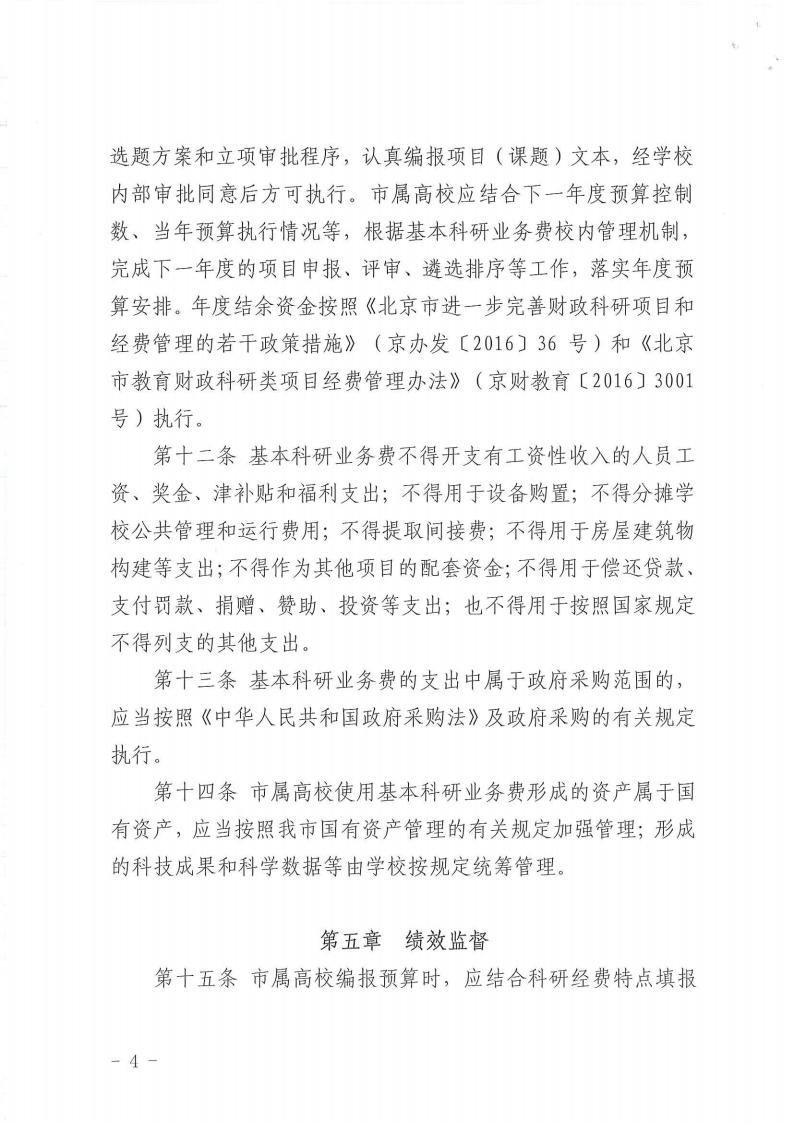 选题方案和立项审批程序，认真编报项目（课题）文本，经学校
内部审批同意后方可执行。市属高校应结合下一年度预算控制
数、当年预算执行情况等，根据基本科研业务费校内管理机制，
完成下一年度的项目申报、评审、遴选排序等工作，落实年度预
算安排。年度结余资金按照《北京市进一步完善财政科研项目和
经费管理的若干政策措施》（京办发〔2016〕36 号）和《北京
市教育财政科研类项目经费管理办法》（京财教育〔2016〕3001
号）执行。
第十二条 基本科研业务费不得开支有工资性收入的人员工
资、奖金、津补贴和福利支出；不得用于设备购置；不得分摊学
校公共管理和运行费用；不得提取间接费；不得用于房屋建筑物
构建等支出；不得作为其他项目的配套资金；不得用于偿还贷款、
支付罚款、捐赠、赞助、投资等支出；也不得用于按照国家规定
不得列支的其他支出。
第十三条 基本科研业务费的支出中属于政府采购范围的，
应当按照《中华人民共和国政府采购法》及政府采购的有关规定
执行。
第十四条 市属高校使用基本科研业务费形成的资产属于国
有资产，应当按照我市国有资产管理的有关规定加强管理；形成
的科技成果和科学数据等由学校按规定统筹管理。
第五章 绩效监督
第十五条 市属高校编报预算时，应结合科研经费特点填报
- 4 -